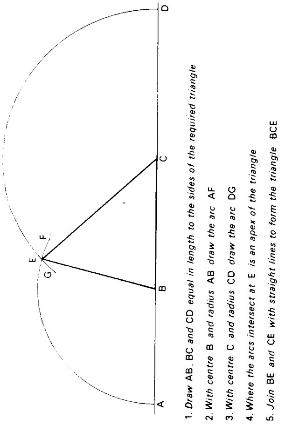 A B C D
E
G F
1. Draw AB, BC and CD equal in length to the sides of the required triangle
2. With centre B and radius AB draw the arc AF
3. With centre C and radius CD draw the arc DG
4. Where the arcs intersect at E is an apex of the triangle
5. Join BE and CE with straight lines to form the triangle BCE